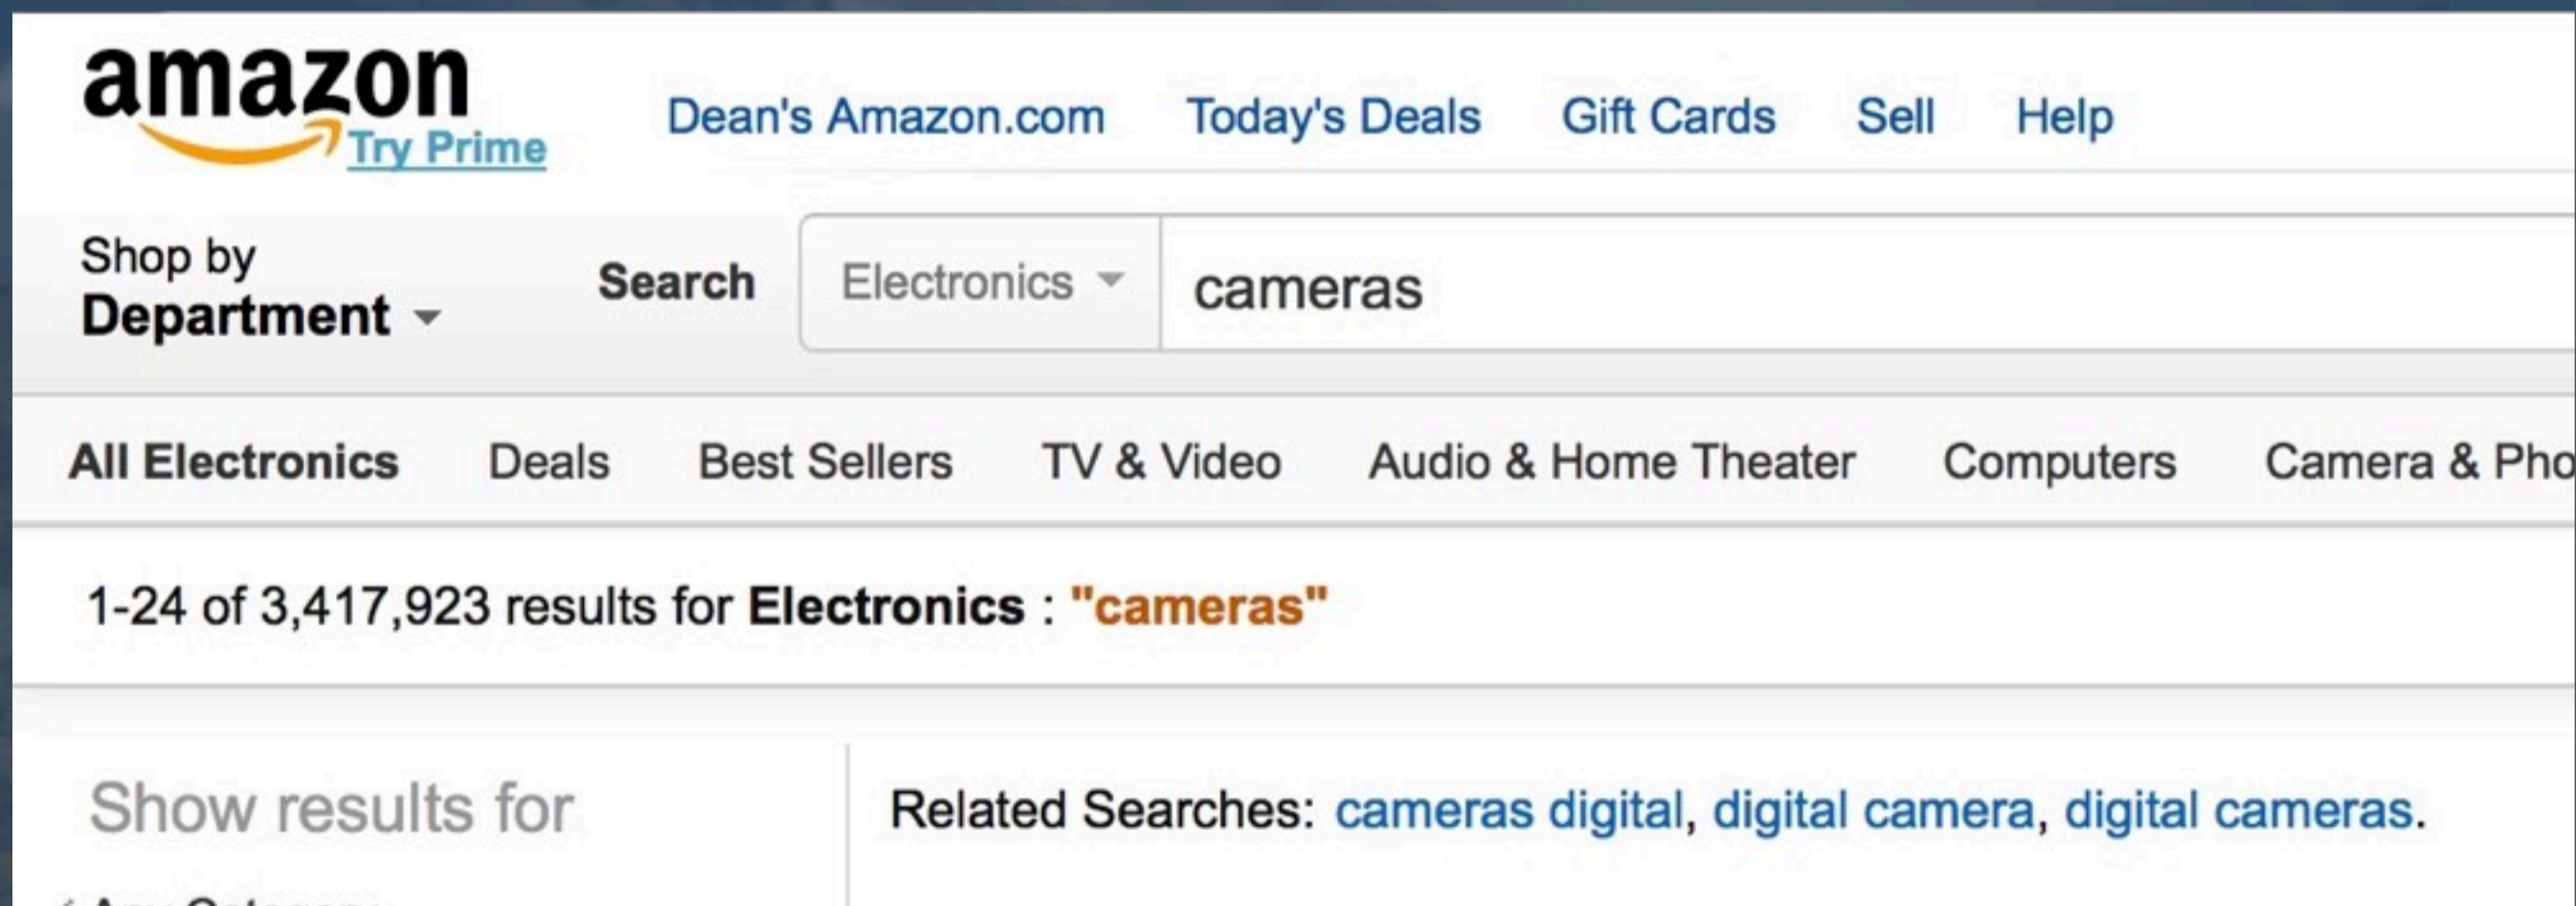 amazon
Try Prime
Dean's Amazon.com Today's Deals Gift Cards Sell Help
Shop by
Department
Search Electronics cameras
All Electronics Deals Best Sellers TV & Video Audio & Home Theater Computers Camera & Pho
1-24 of 3,417,923 results for Electronics : "cameras"
Show results for
Related Searches: cameras digital, digital camera, digital cameras.